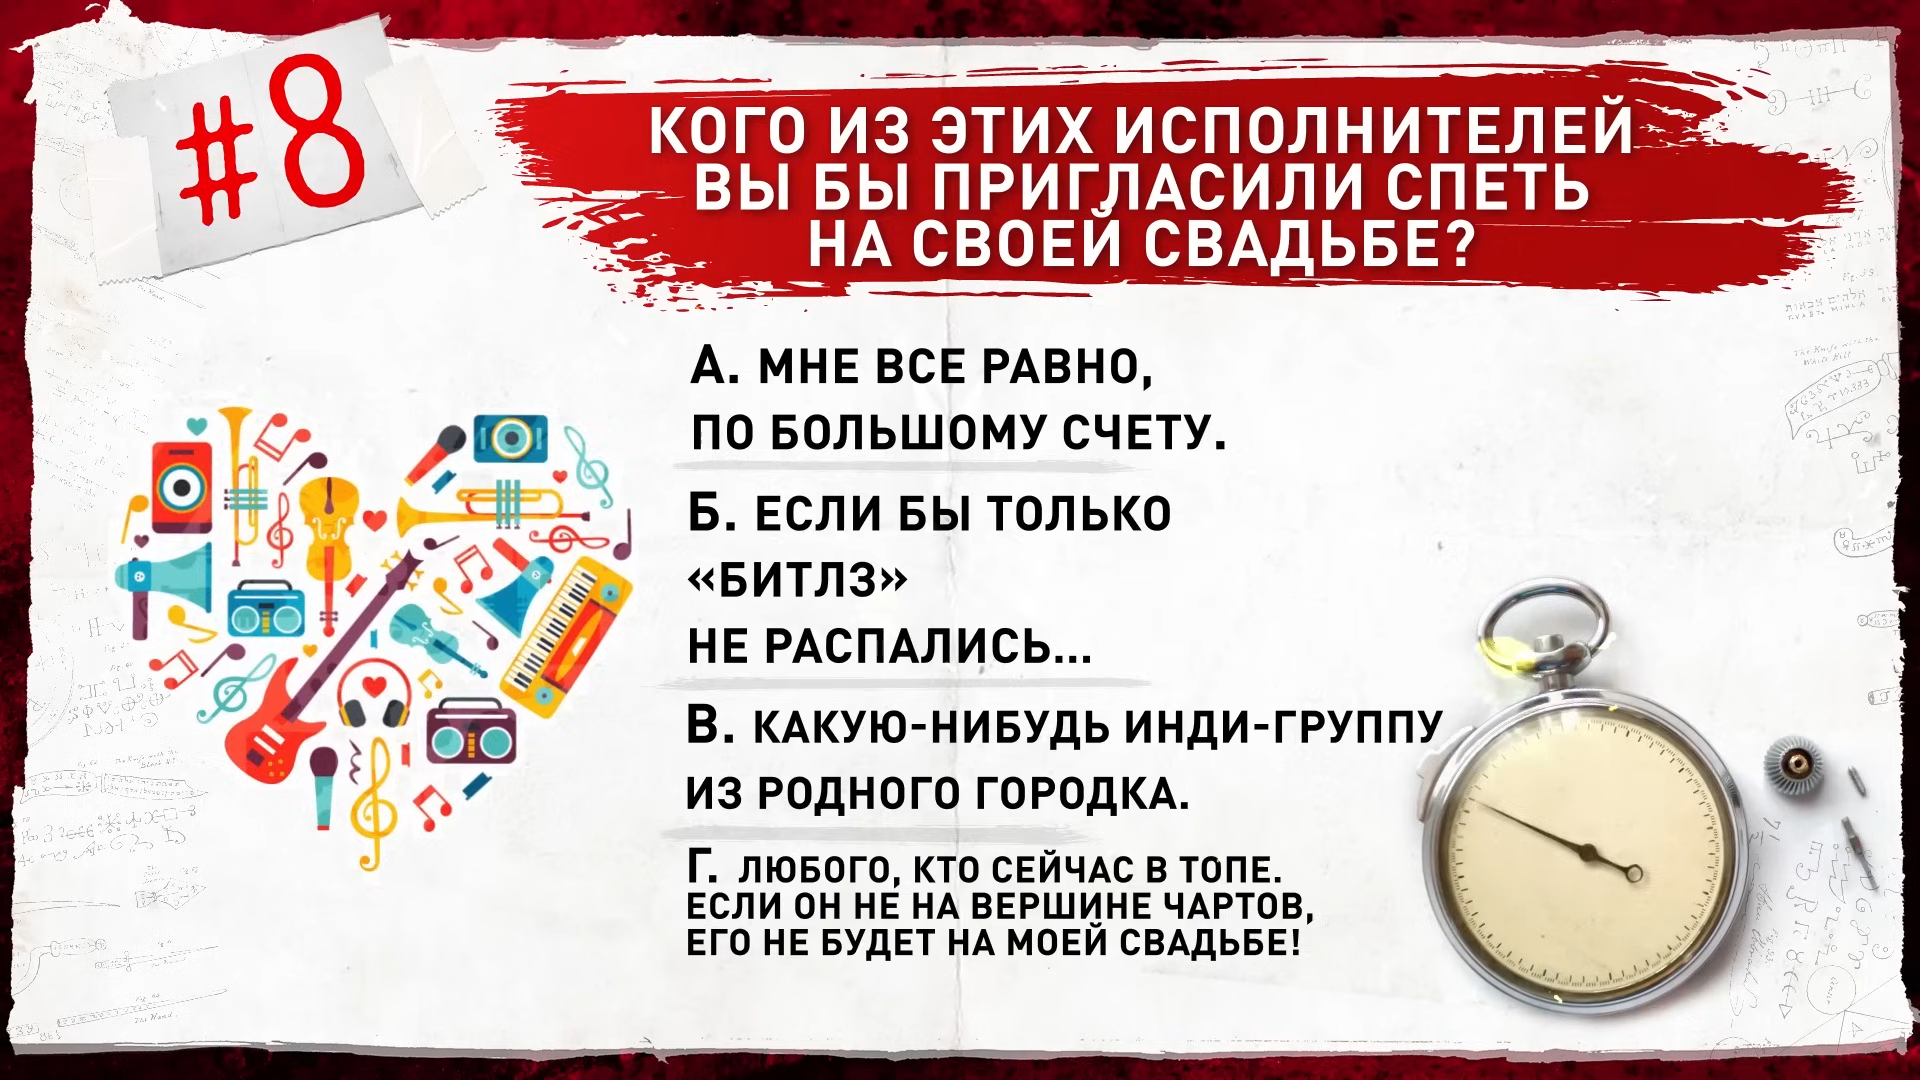 #8
КОГО ИЗ ЭТИХ ИСПОЛНИТЕЛЕЙ
ВЫ БЫ ПРИГЛАСИЛИ СПЕТЬ
НА СВОЕЙ СВАДЬБЕ?
А. МНЕ ВСЕ РАВНО,
ПО БОЛЬШОМУ СЧЕТУ.
Б. ЕСЛИ БЫ ТОЛЬКО
«БИТЛЗ»
НЕ РАСПАЛИСЬ...
В. КАКУЮ-НИБУДЬ ИНДИ-ГРУППУ
ИЗ РОДНОГО ГОРОДКА.
Г. ЛЮБОГО, КТО СЕЙЧАС В ТОПЕ.
ЕСЛИ ОН НЕ НА ВЕРШИНЕ ЧАРТОВ,
ЕГО НЕ БУДЕТ НА МОЕЙ СВАДЬБЕ!